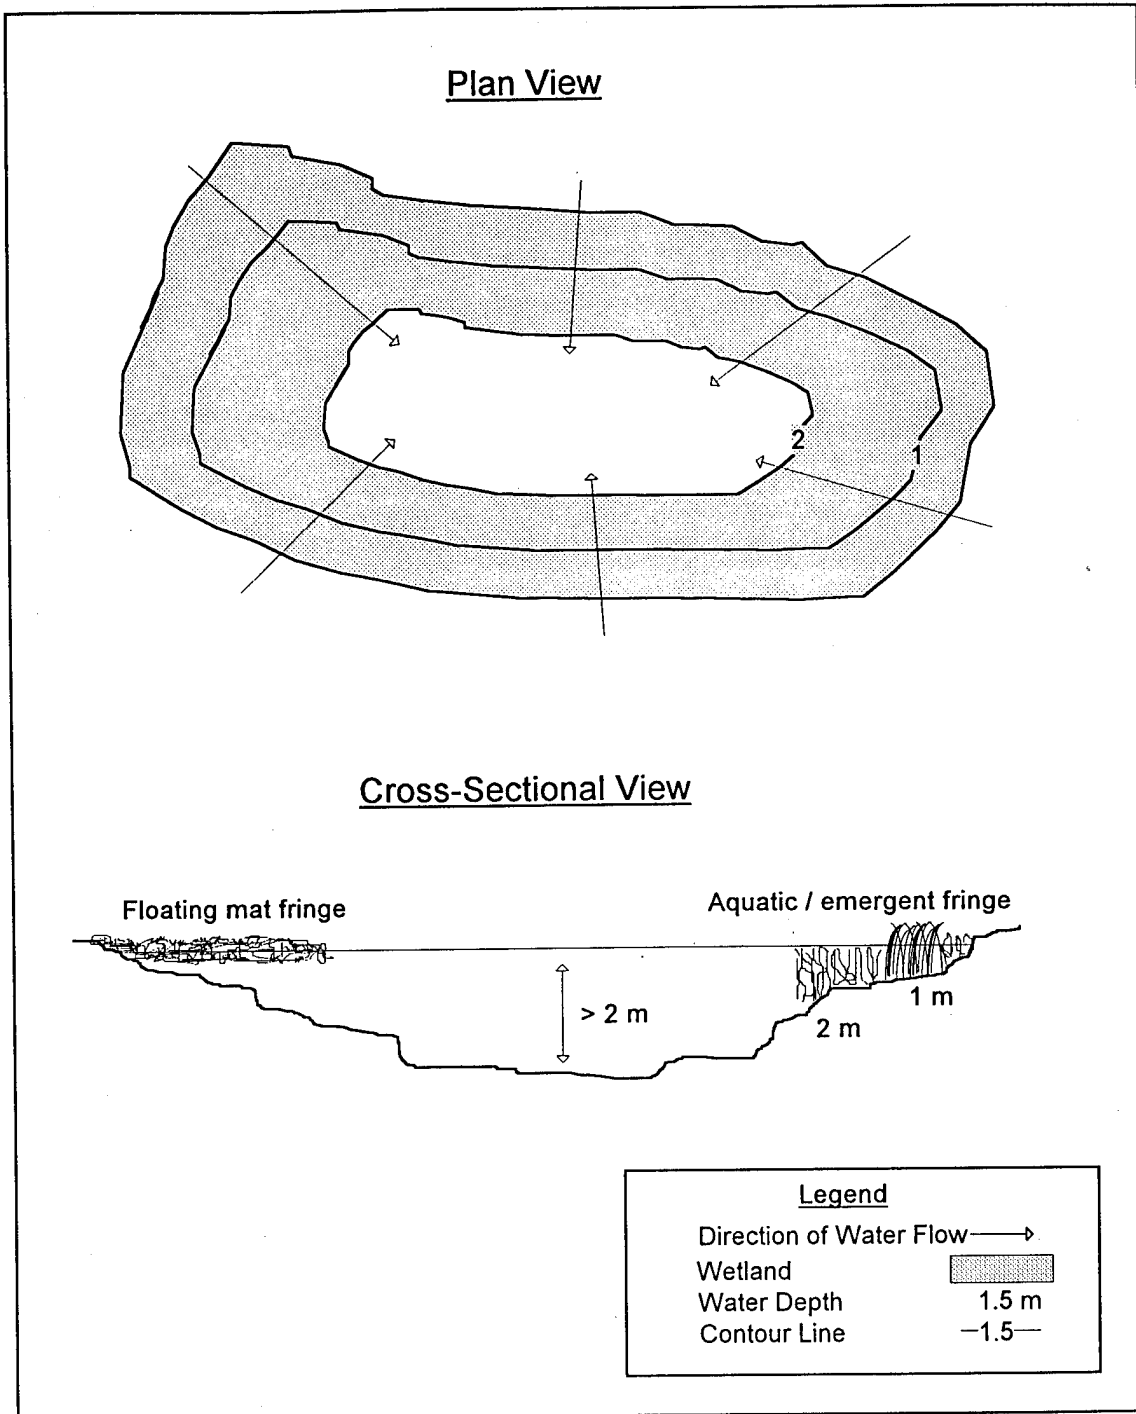 Plan View
2
1
Cross-Sectional View
Floating mat fringe
Aquatic / emergent fringe
> 2 m
1 m
2 m
Legend
Direction of Water Flow
Wetland
Water Depth 1.5 m
Contour Line —1.5—